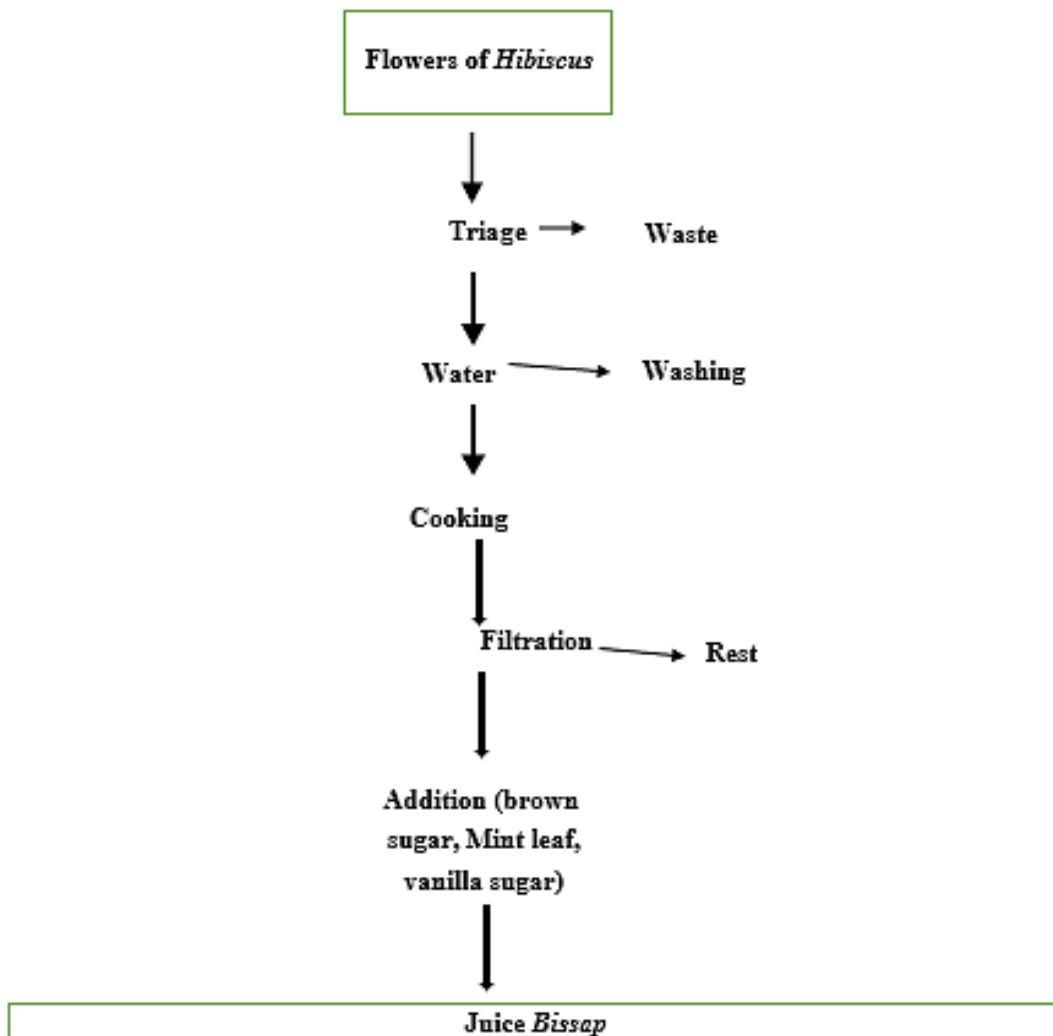 Flowers of Hibiscus
Triage
Waste
Water
Washing
Cooking
Filtration
Rest
Addition (brown
sugar, Mint leaf,
vanilla sugar)
Juice Bissap